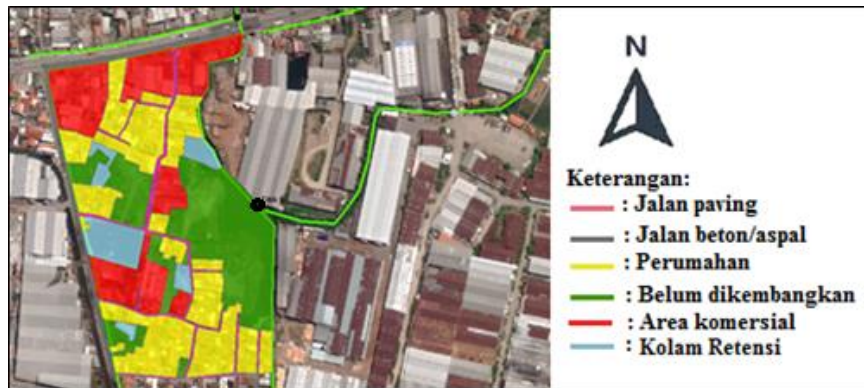 N
Keterangan:
: Jalan paving
: Jalan beton/aspal
: Perumahan
: Belum dikembangkan
: Area komersial
: Kolam Retensi